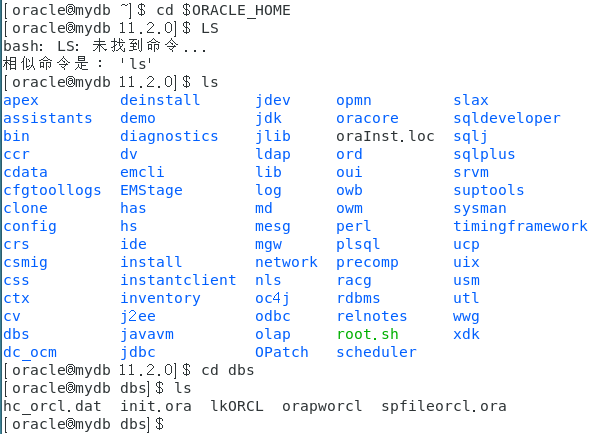 [oracle@mydb ~]$ cd $ORACLE_HOME
[oracle@mydb 11.2.0]$ LS
bash: LS: 未找到命令...
相似命令是： 'ls'
[oracle@mydb 11.2.0]$ ls
apex deinstall jdev opmn slax
assistants demo jdk oracore sqldeveloper
bin diagnostics jlib oraInst.loc sqlj
ccr dv ldap ord sqlplus
cdata emcli lib oui srvm
cfgtoollogs EMStage log owb suptools
clone has md owm sysman
config hs mesg perl timingframework
crs ide mgw plsql ucp
csmig install network precomp uix
css instantclient nls racg usm
ctx inventory oc4j rdbms utl
cv j2ee odbc relnotes wwg
dbs javavm olap root.sh xdk
dc_ocm jdbc OPatch scheduler
[oracle@mydb 11.2.0]$ cd dbs
[oracle@mydb dbs]$ ls
hc_orcl.dat init.ora lkORCL orapworcl spfileorcl.ora
[oracle@mydb dbs]$